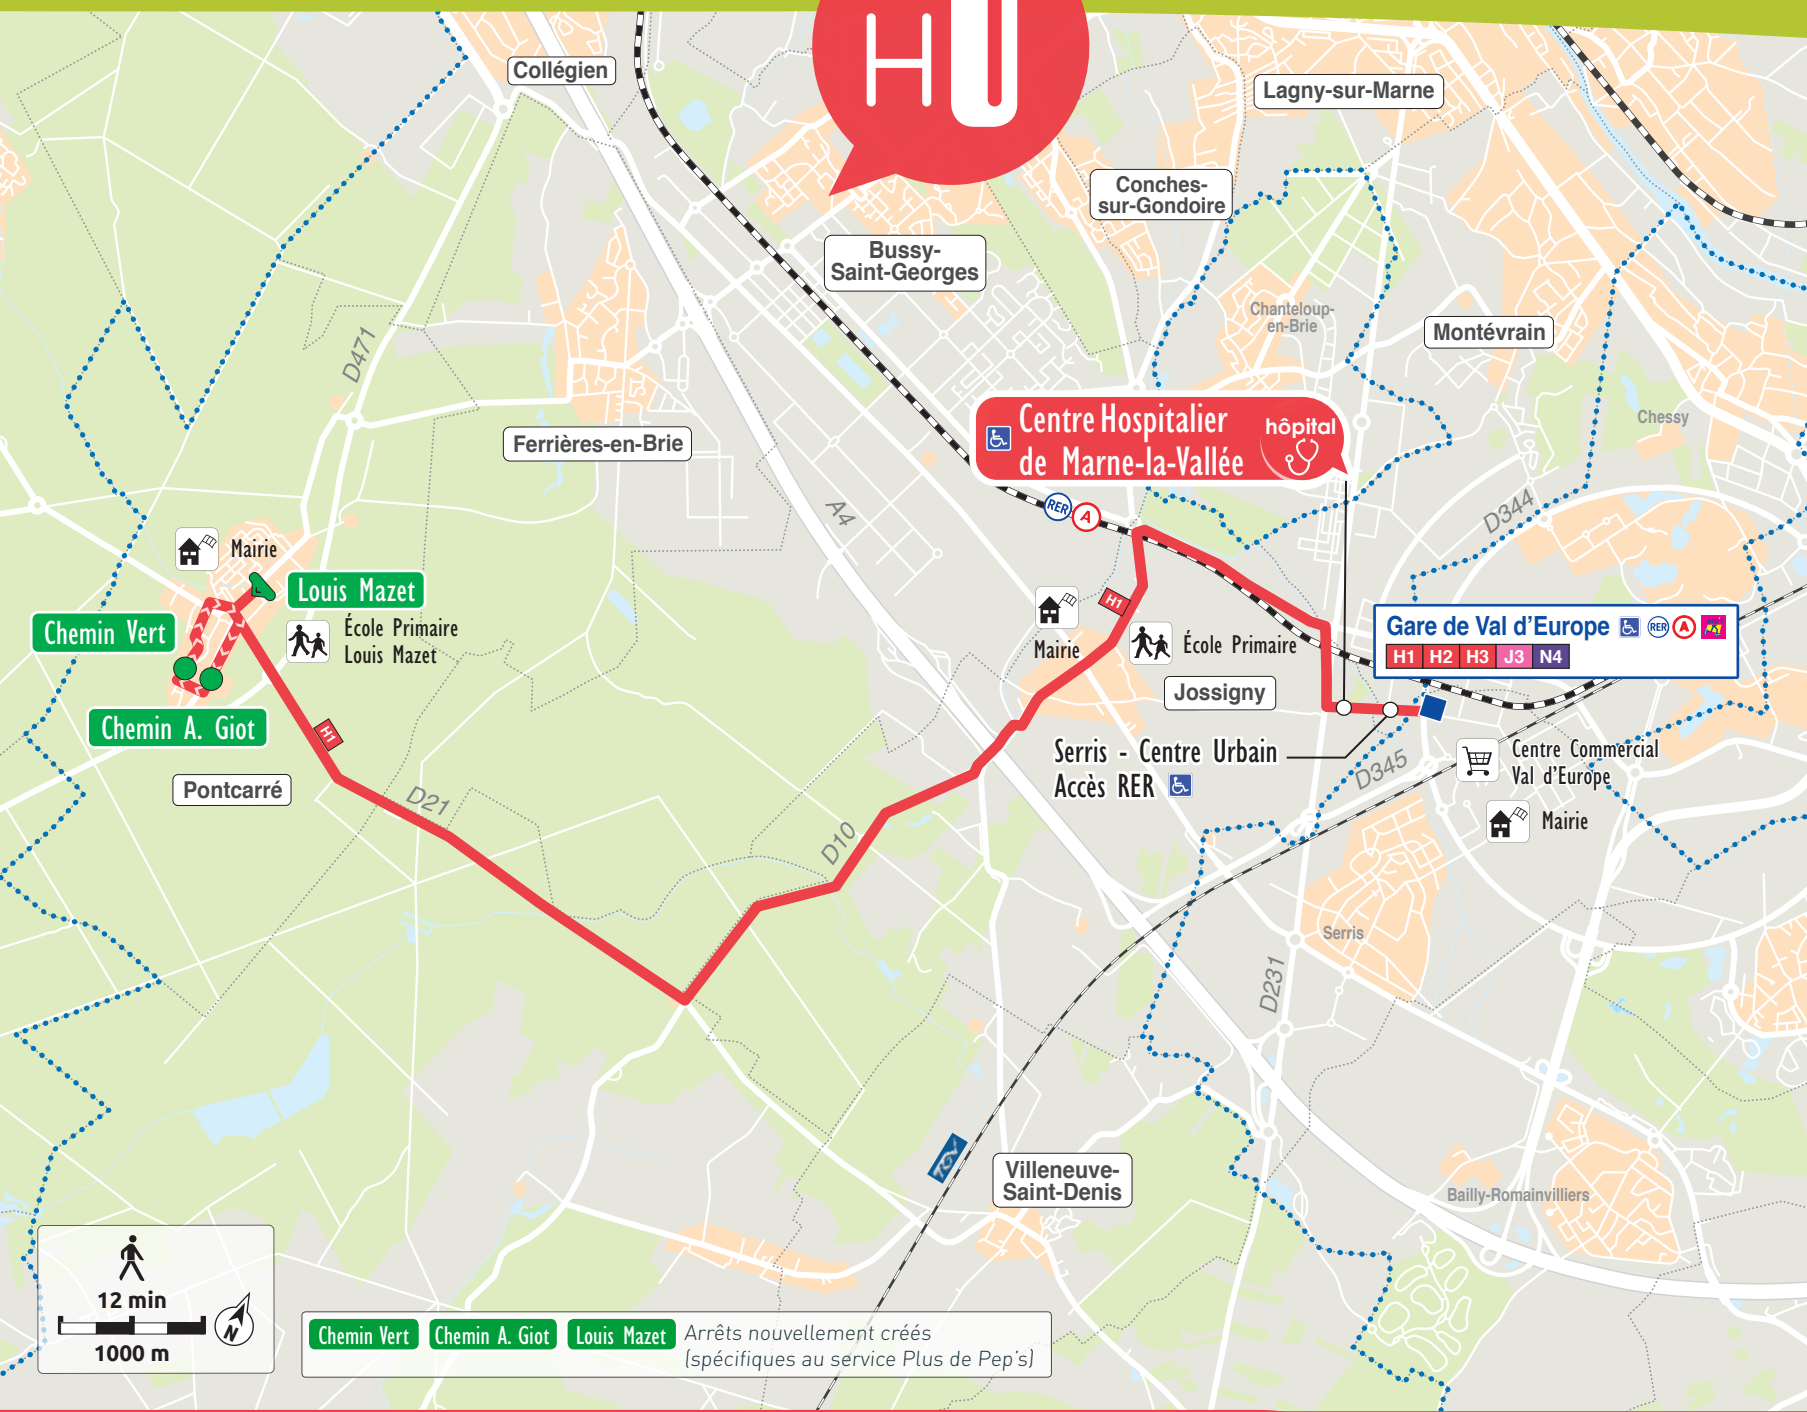 HU
Collégien
Lagny-sur-Marne
Conches-
sur-Gondoire
Bussy-
Saint-Georges
Chanteloup-
en-Brie
Montévrain
D471
Chessy
Centre Hospitalier
de Marne-la-Vallée
hôpital
Ferrières-en-Brie
A4
RER A
D344
Mairie
Louis Mazet
Chemin Vert
École Primaire
Louis Mazet
H1
Mairie
École Primaire
Gare de Val d'Europe RER A
H1 H2 H3 J3 N4
Jossigny
Chemin A. Giot
H1
Serris - Centre Urbain
Accès RER
D345
Centre Commercial
Val d'Europe
Pontcarré
D21
D10
Mairie
Serris
D231
TGV
Villeneuve-
Saint-Denis
Bailly-Romainvilliers
12 min
N
1000 m
Chemin Vert Chemin A. Giot Louis Mazet Arrêts nouvellement créés
(spécifiques au service Plus de Pep's)